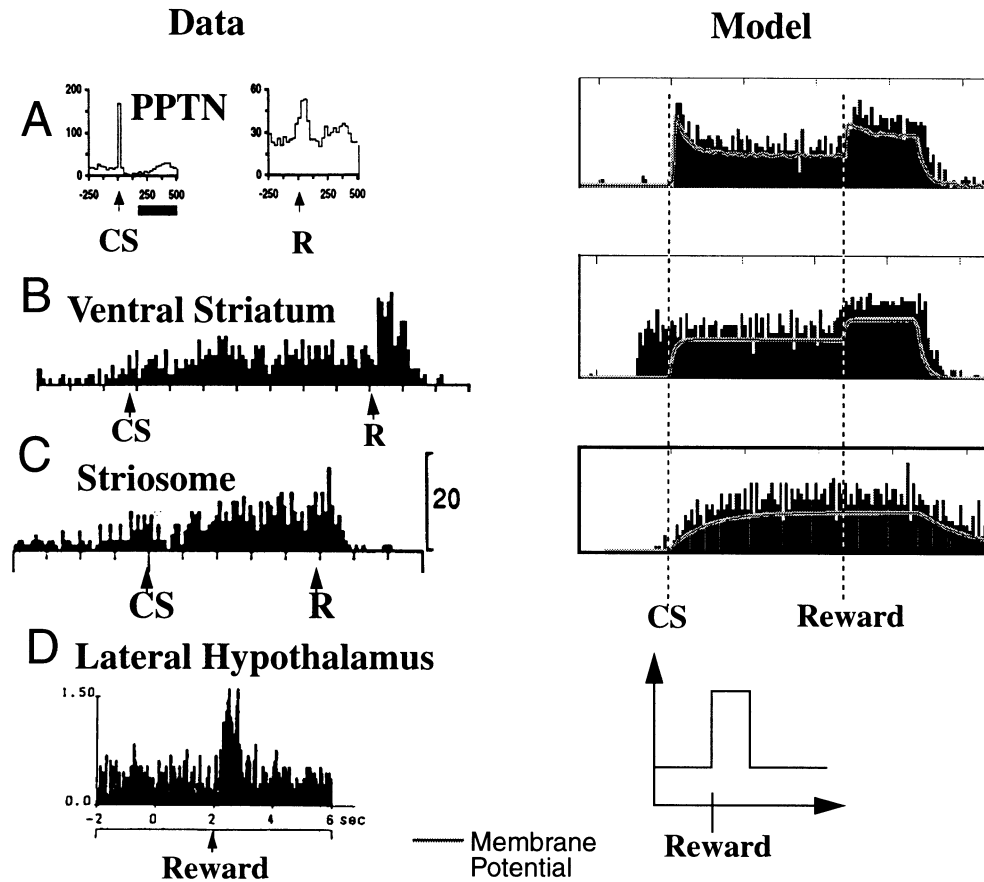 Data
Model
A
PPTN
200
100
0
-250 250 500
CS
60
30
0
-250 250 500
R
B
Ventral Striatum
CS
R
C
Striosome
20
CS
R
CS
Reward
D
Lateral Hypothalamus
1.50
0.0
-2 0 2 4 6 sec
Reward
Membrane
Potential
Reward